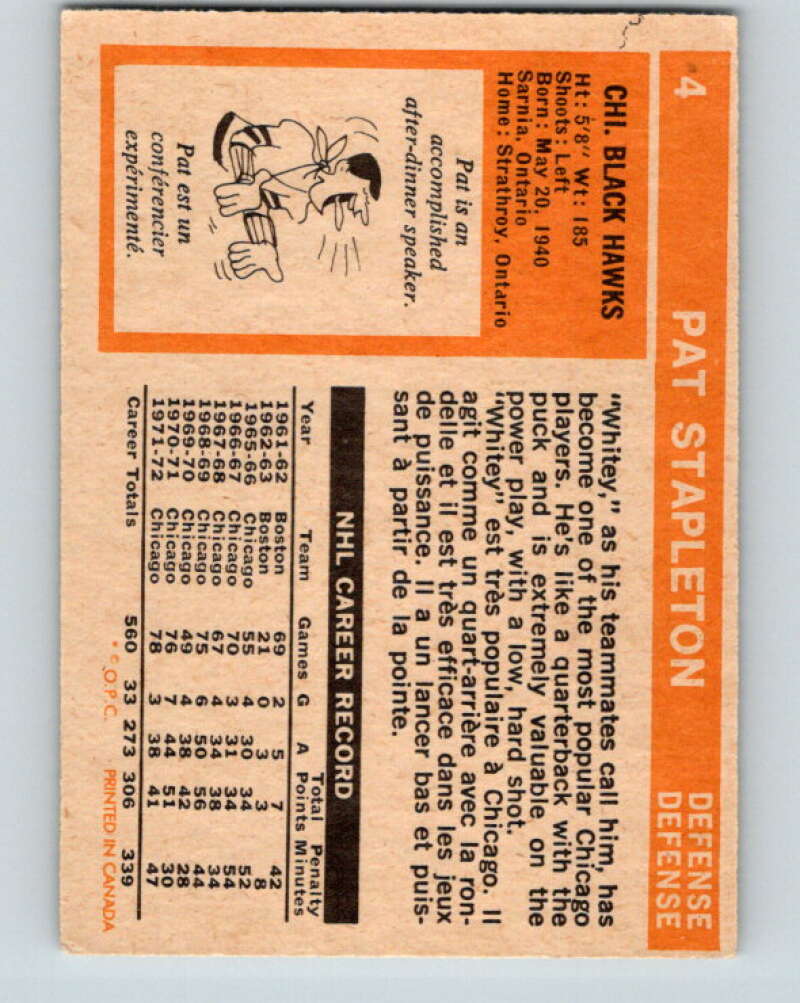 4 PAT STAPLETON DEFENSE
DEFENSE
CHI. BLACK HAWKS
Ht: 5'8" Wt: 185
Shoots: Left
Born: May 20, 1940
Sarnia, Ontario
Home: Strathroy, Ontario
Pat is an
accomplished
after-dinner speaker.
Pat est un
conférencier
expérimenté.
"Whitey," as his teammates call him, has
become one of the most popular Chicago
players. He's like a quarterback with the
puck and is extremely valuable on the
power play, with a low, hard shot.
"Whitey" est très populaire à Chicago. Il
agit comme un quart-arrière avec la ron-
delle et il est très efficace dans les jeux
de puissance. Il a un lancer bas et puis-
sant à partir de la pointe.
NHL CAREER RECORD
Total Penalty
Year Team Games G A Points Minutes
1961-62 Boston 69 2 5 7 42
1962-63 Boston 21 0 3 3 8
1965-66 Chicago 55 4 30 34 52
1966-67 Chicago 70 3 31 34 54
1967-68 Chicago 67 4 34 38 34
1968-69 Chicago 75 6 50 56 44
1969-70 Chicago 49 4 38 42 28
1970-71 Chicago 76 7 44 51 30
1971-72 Chicago 78 3 38 41 47
Career Totals 560 33 273 306 339
* © O.P.C. PRINTED IN CANADA